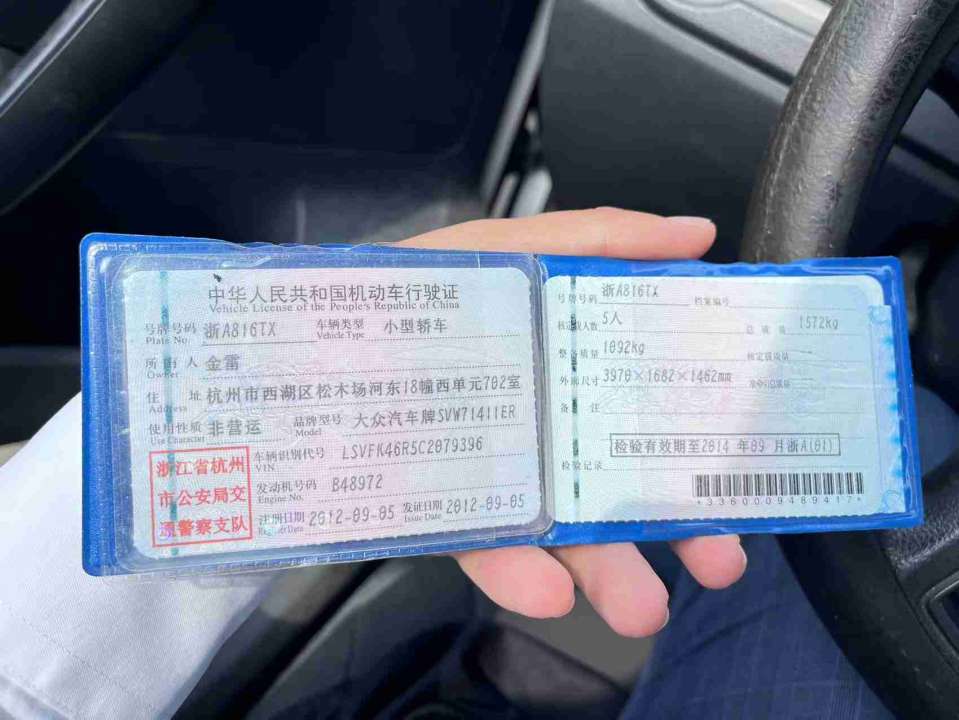 中华人民共和国机动车行驶证
Vehicle License of the People's Republic of China
号牌号码 浙A816TX 车辆类型 小型轿车
Plate No. Vehicle Type
所有人 金雷
Owner
住址 杭州市西湖区松木场河东18幢西单元702室
Address
使用性质 非营运 品牌型号 大众汽车牌SVW71411ER
Use Character Model
车辆识别代号 LSVFK46R5C2079396
VIN
发动机号码 B48972
Engine No.
注册日期 2012-09-05 发证日期 2012-09-05
Register Date Issue Date
浙江省杭州
市公安局交
通警察支队
号牌号码 浙A816TX 档案编号
核定载人数 5人 总质量 1572kg
整备质量 1092kg 核定载质量
外廓尺寸 3970×1682×1462
备注
检验有效期至2014年09月浙A(01)
检验记录
*3360009489417*